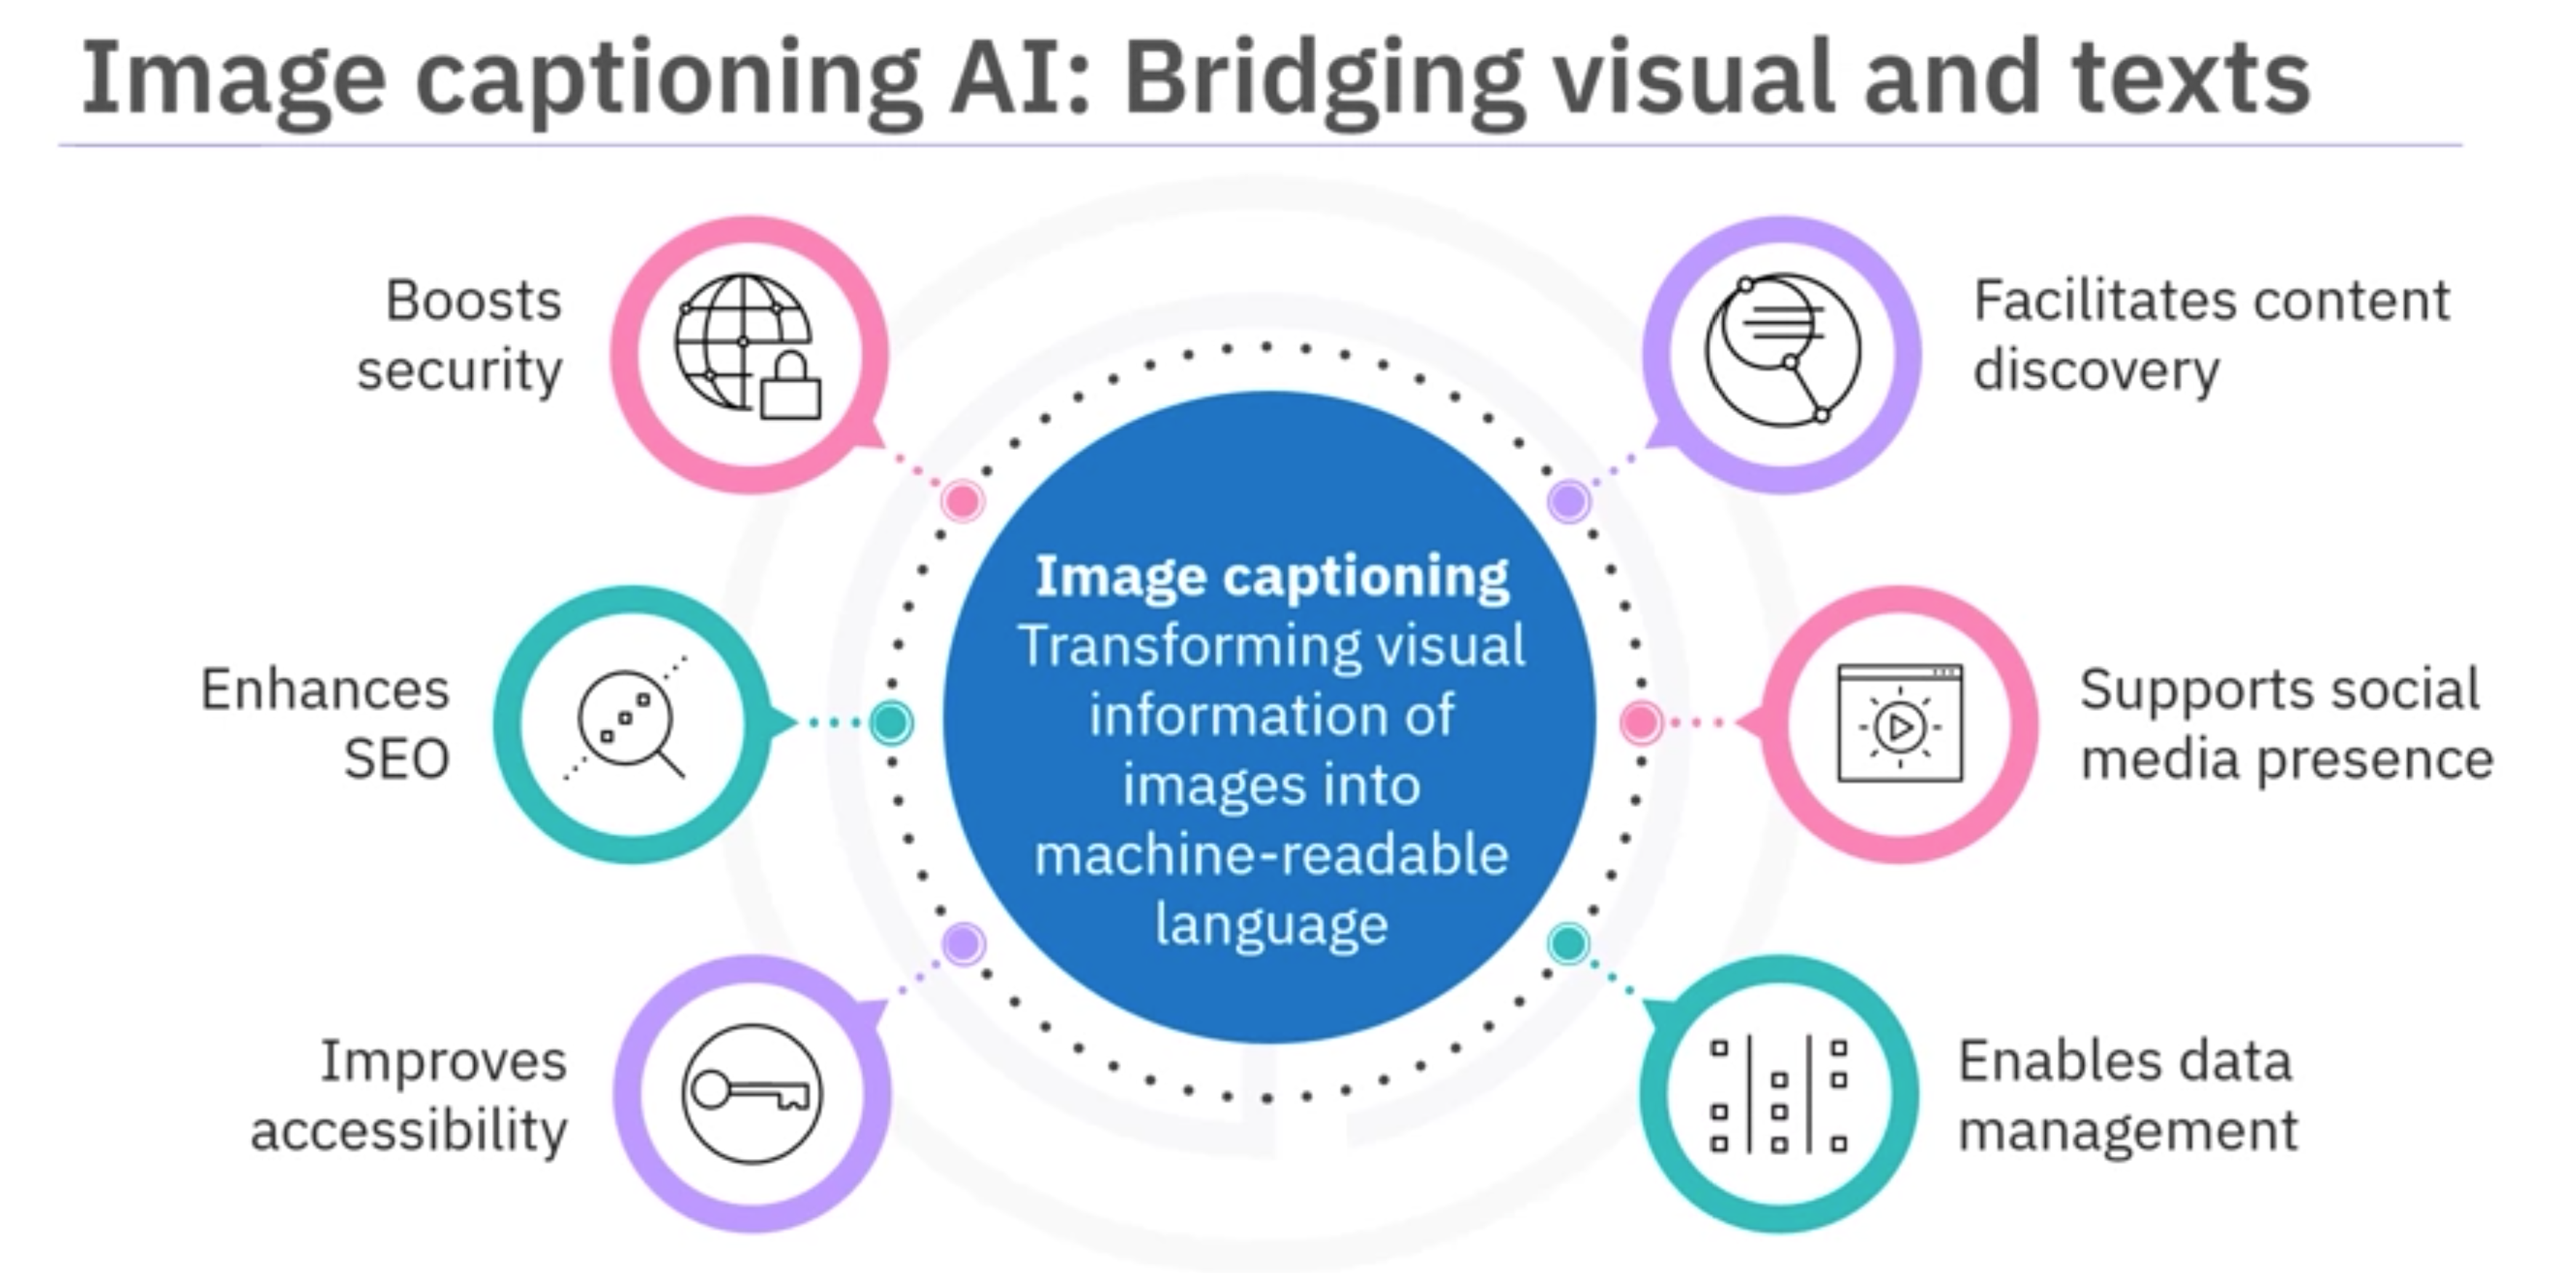 Image captioning AI: Bridging visual and texts
Boosts
security
Enhances
SEO
Improves
accessibility
Image captioning
Transforming visual
information of
images into
machine-readable
language
Facilitates content
discovery
Supports social
media presence
Enables data
management